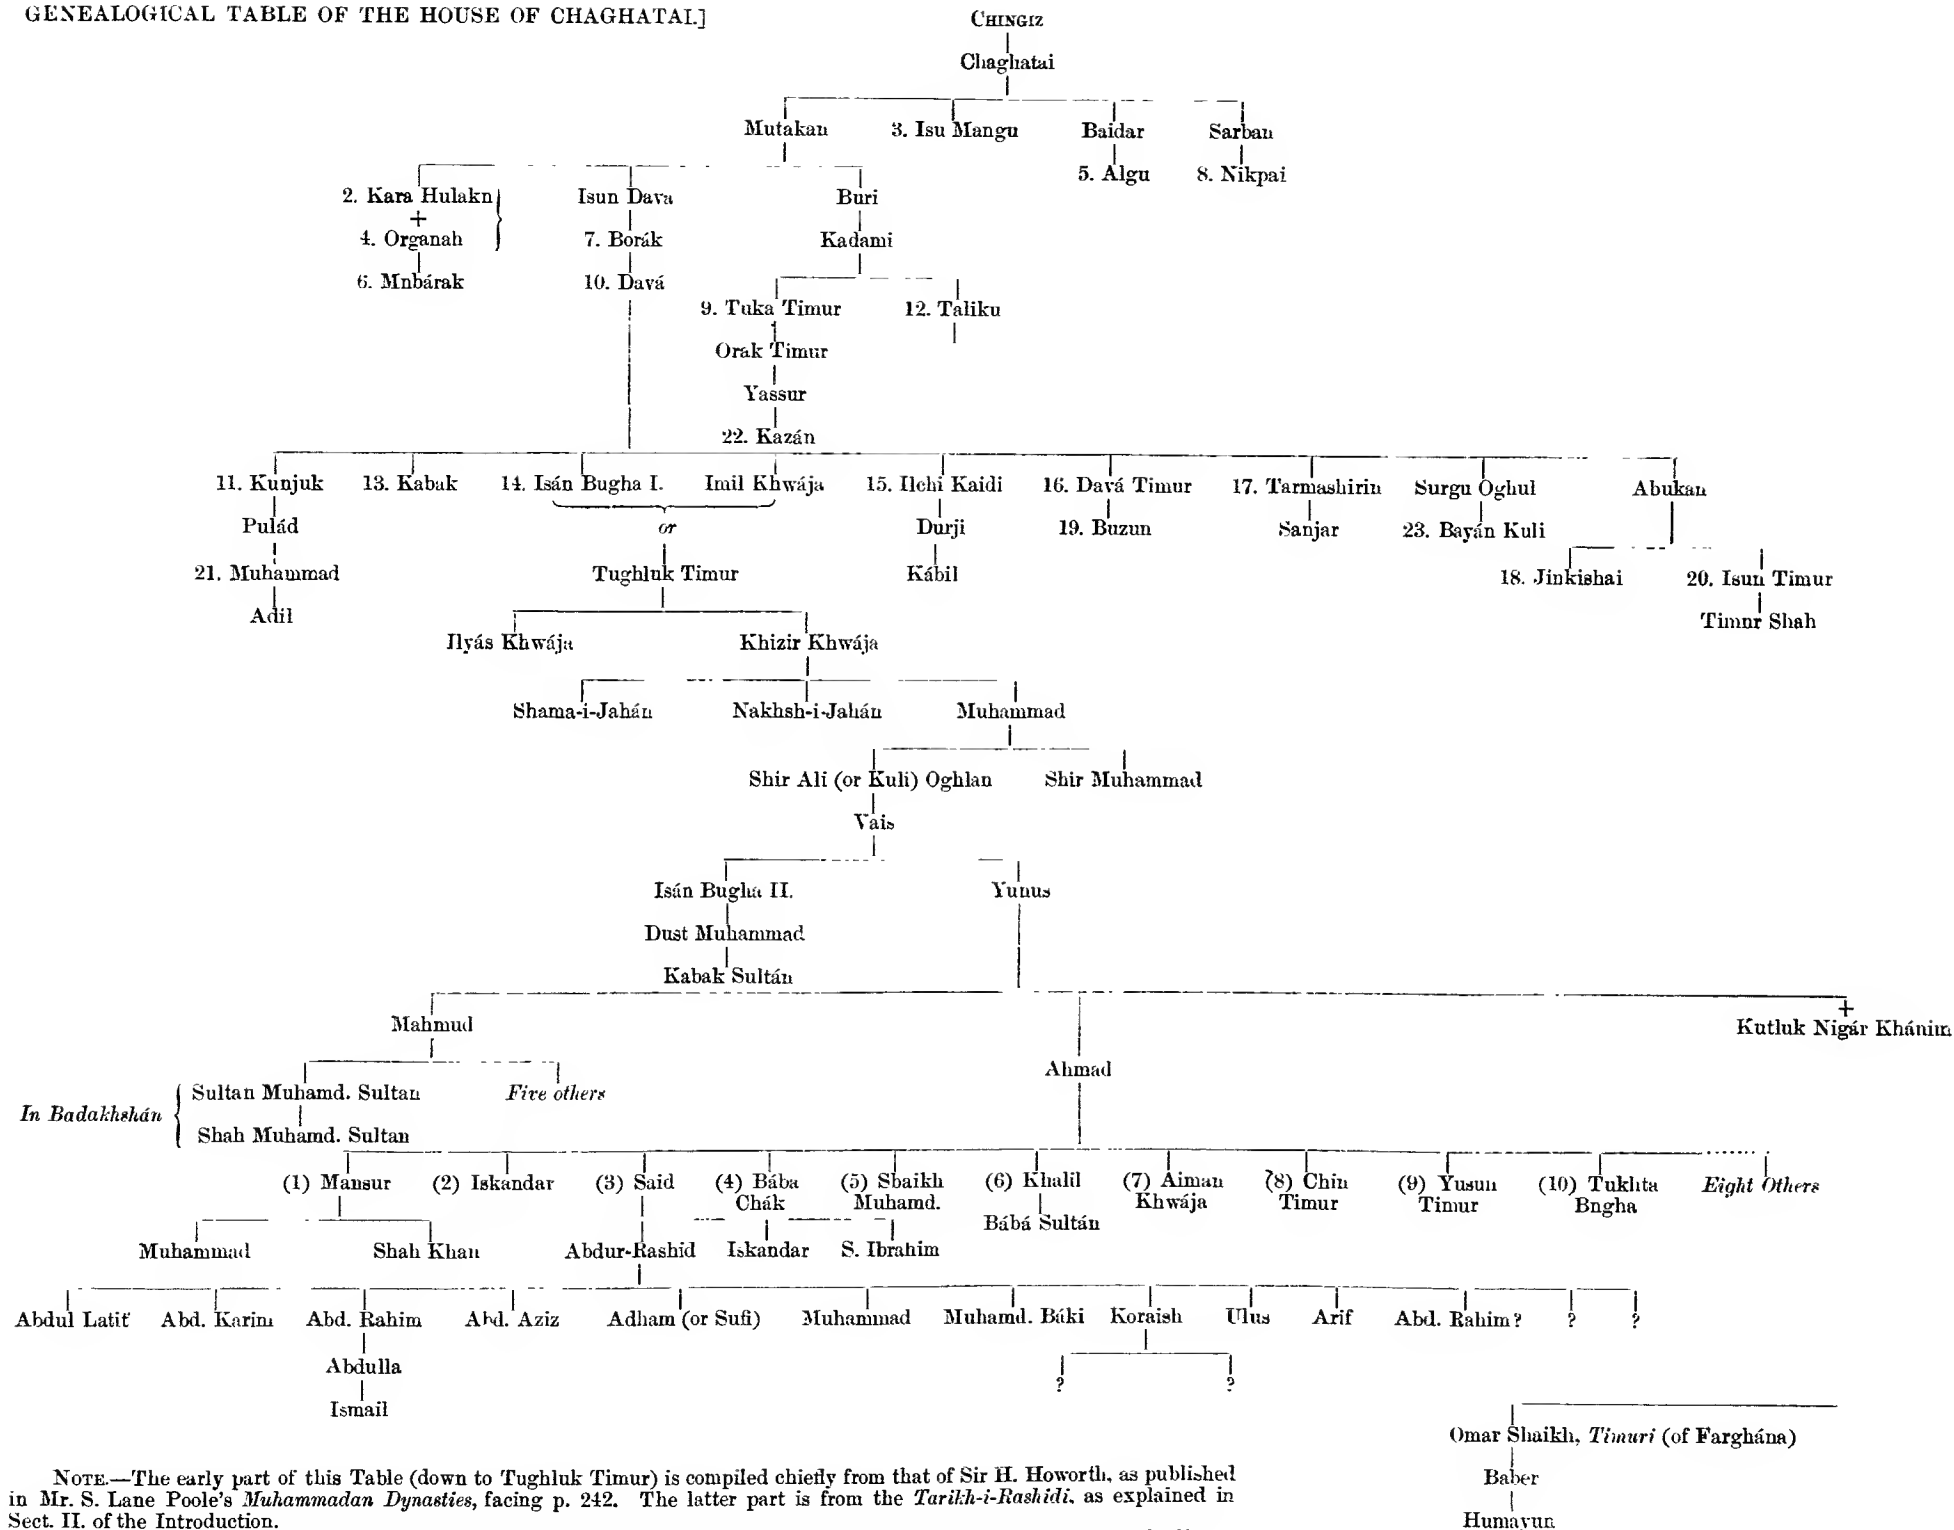 GENEALOGICAL TABLE OF THE HOUSE OF CHAGHATAI.]
CHINGIZ
Chaghatai
Mutakan 3. Isu Mangu Baidar Sarban
5. Algu 8. Nikpai
2. Kara Hulakn Isun Dava Buri
+
4. Organah 7. Borák Kadami
6. Mnbárak 10. Davá
9. Tuka Timur 12. Taliku
Orak Timur
Yassur
22. Kazán
11. Kunjuk 13. Kabak 14. Isán Bugha I. Imil Khwája 15. Ilchi Kaidi 16. Davá Timur 17. Tarmashirin Surgu Oghul Abukan
Pulád or Durji 19. Buzun Sanjar 23. Bayán Kuli
21. Muhammad Tughluk Timur Kábil 18. Jinkishai 20. Isun Timur
Adil Timnr Shah
Ilyás Khwája Khizir Khwája
Shama-i-Jahán Nakhsh-i-Jahán Muhammad
Shir Ali (or Kuli) Oghlan Shir Muhammad
Vais
Isán Bugha II. Yunus
Dust Muhammad
Kabak Sultán
Mahmud + Kutluk Nigár Khánim
Ahmad
In Badakhshán Sultan Muhamd. Sultan Five others
Shah Muhamd. Sultan
(1) Mansur (2) Iskandar (3) Said (4) Bába (5) Sbaikh (6) Khalil (7) Aiman (8) Chin (9) Yusun (10) Tukhta Eight Others
Chák Muhamd. Khwája Timur Timur Bngha
Bábá Sultán
Muhammad Shah Khan Abdur-Rashid Iskandar S. Ibrahim
Abdul Latif Abd. Karim Abd. Rahim Abd. Aziz Adham (or Sufi) Muhammad Muhamd. Báki Koraish Ulus Arif Abd. Rahim? ? ?
Abdulla
? ?
Ismail
Omar Shaikh, Timuri (of Farghána)
Baber
Humayun
NOTE.—The early part of this Table (down to Tughluk Timur) is compiled chiefly from that of Sir H. Howorth, as published
in Mr. S. Lane Poole's Muhammadan Dynasties, facing p. 242. The latter part is from the Tarikh-i-Rashidi, as explained in
Sect. II. of the Introduction.